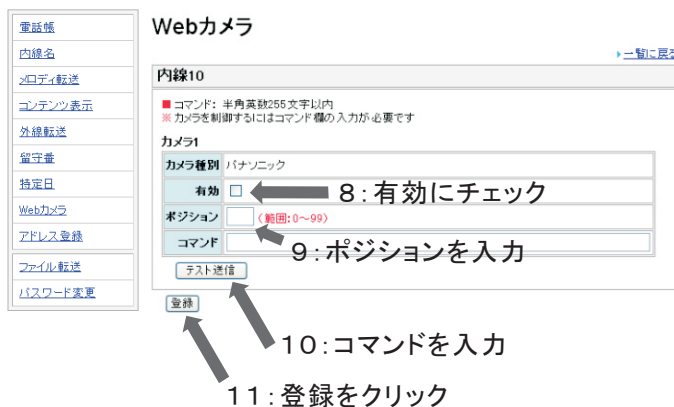 電話帳
内線名
メロディ転送
コンテンツ表示
外線転送
留守番
特定日
Webカメラ
アドレス登録
ファイル転送
パスワード変更
Webカメラ
一覧に戻る
内線10
■ コマンド: 半角英数255文字以内
※ カメラを制御するにはコマンド欄の入力が必要です
カメラ1
カメラ種別 パナソニック
有効
8:有効にチェック
ポジション (範囲:0~99)
9:ポジションを入力
コマンド
テスト送信
登録
10:コマンドを入力
11:登録をクリック